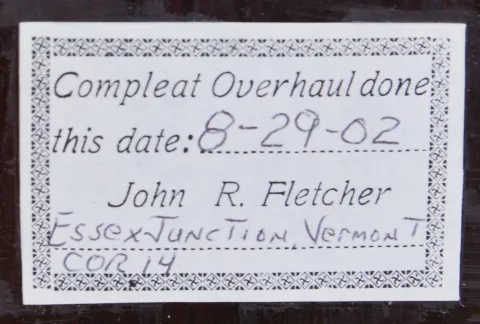 Compleat Overhaul done
this date: 8-29-02
John R. Fletcher
Essex Junction, Vermont
COR 14